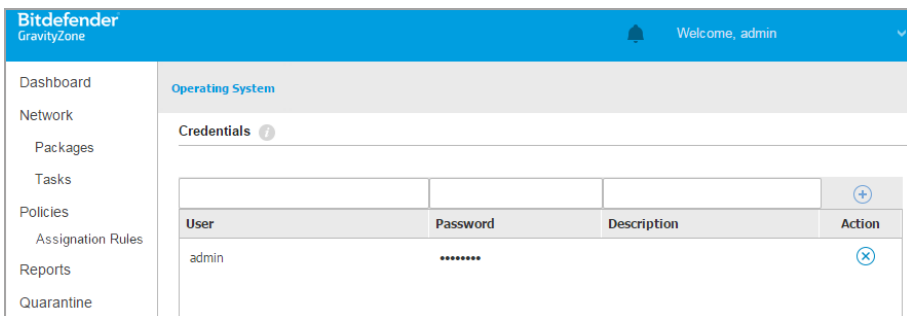 Bitdefender
GravityZone
Welcome, admin
Dashboard
Network
Packages
Tasks
Policies
Assignation Rules
Reports
Quarantine
Operating System
Credentials
User Password Description Action
admin ••••••••